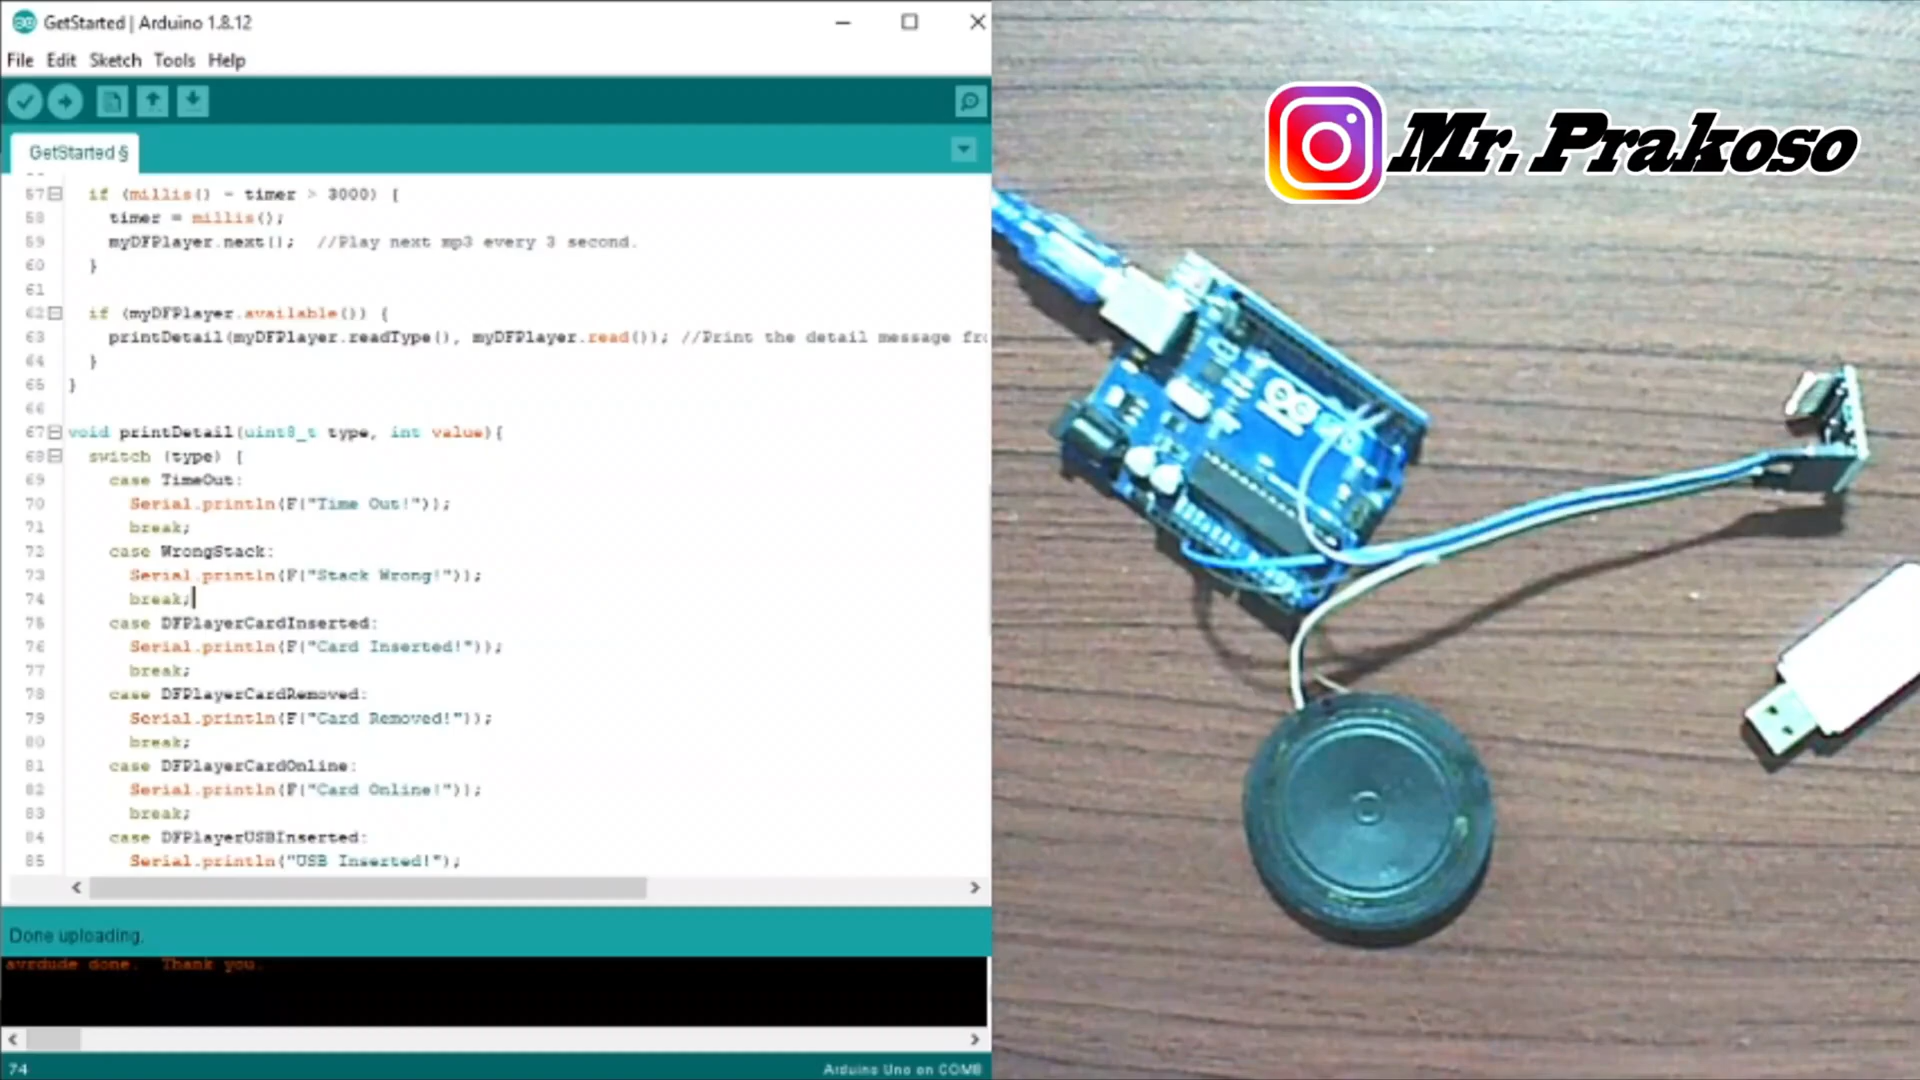 GetStarted | Arduino 1.8.12
File Edit Sketch Tools Help
GetStarted §
57 if (millis() - timer > 3000) {
58 timer = millis();
59 myDFPlayer.next(); //Play next mp3 every 3 second.
60 }
61
62 if (myDFPlayer.available()) {
63 printDetail(myDFPlayer.readType(), myDFPlayer.read()); //Print the detail message fr
64 }
65 }
66
67 void printDetail(uint8_t type, int value){
68 switch (type) {
69 case TimeOut:
70 Serial.println(F("Time Out!"));
71 break;
72 case WrongStack:
73 Serial.println(F("Stack Wrong!"));
74 break;
75 case DFPlayerCardInserted:
76 Serial.println(F("Card Inserted!"));
77 break;
78 case DFPlayerCardRemoved:
79 Serial.println(F("Card Removed!"));
80 break;
81 case DFPlayerCardOnline:
82 Serial.println(F("Card Online!"));
83 break;
84 case DFPlayerUSBInserted:
85 Serial.println("USB Inserted!");
Done uploading.
avrdude done. Thank you.
74 Arduino Uno on COM8
Mr. Prakoso